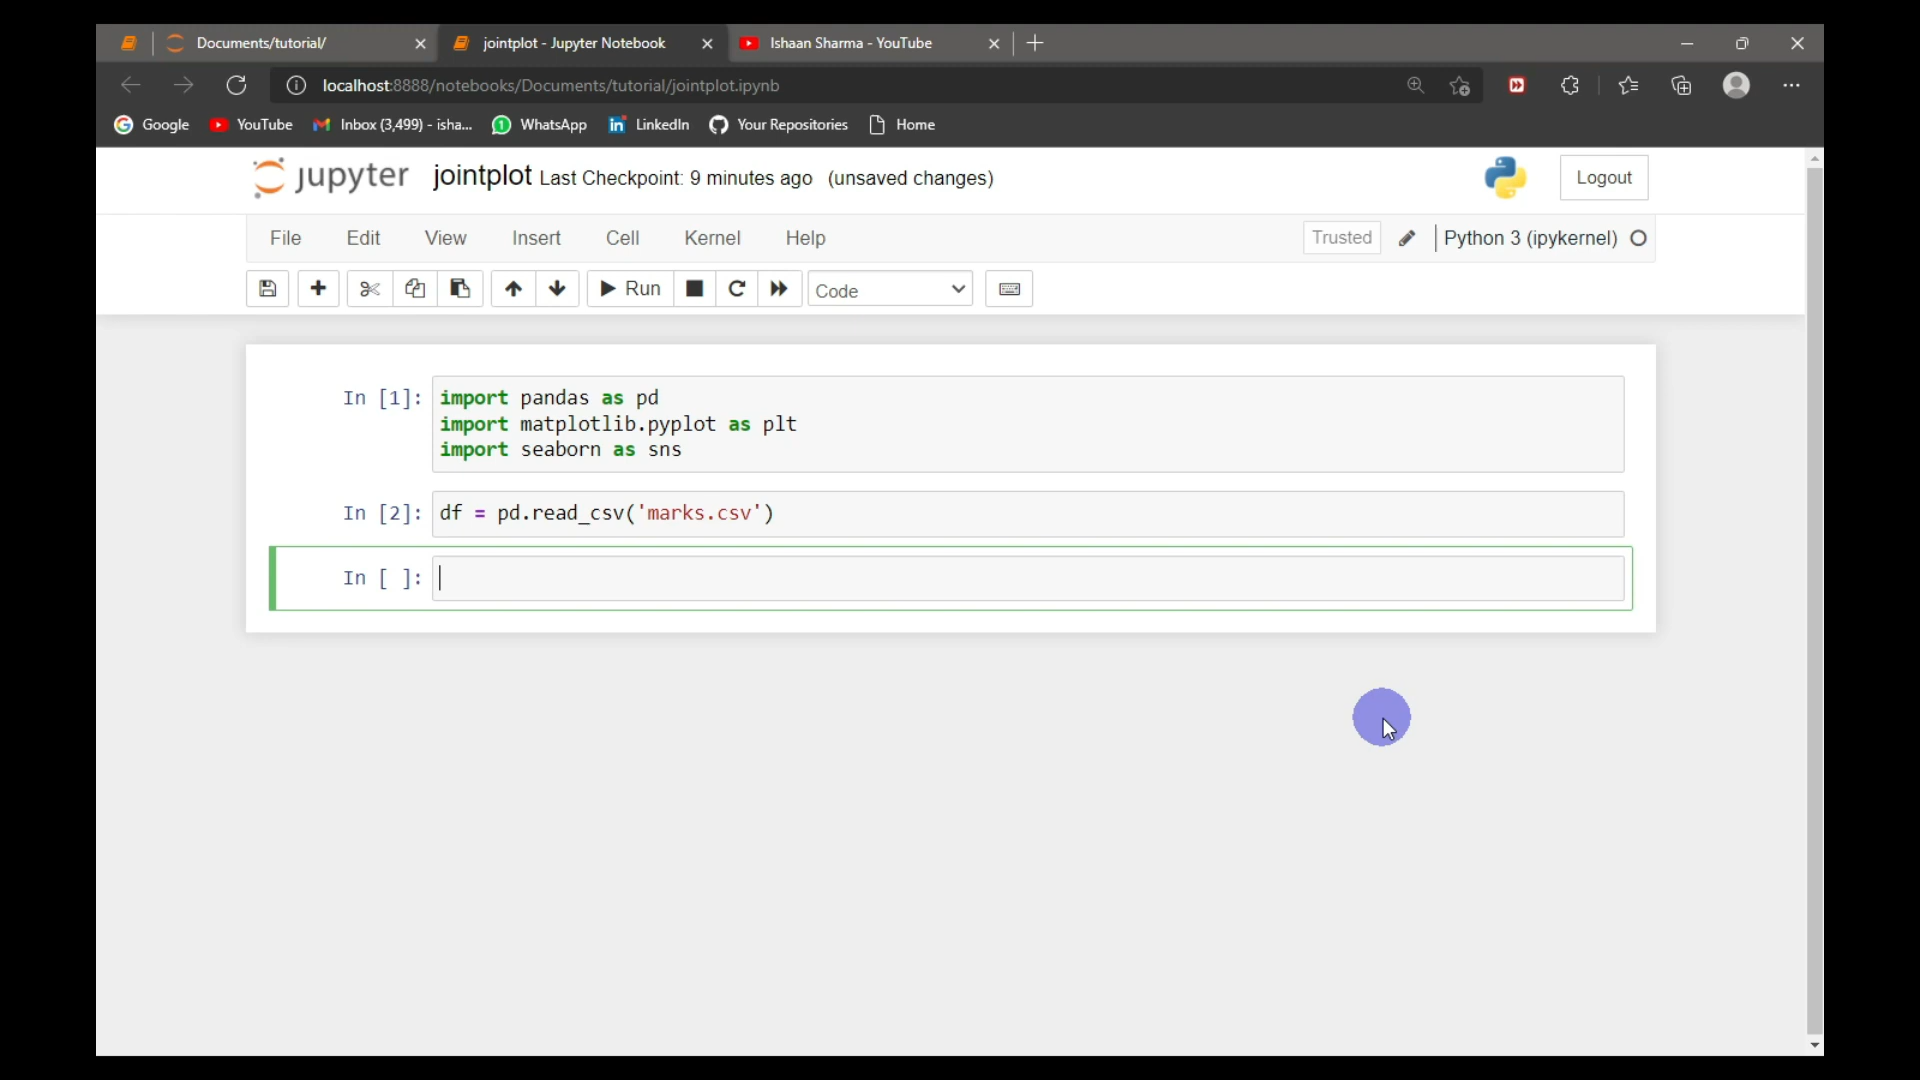 Documents/tutorial/
jointplot - Jupyter Notebook
Ishaan Sharma - YouTube
localhost:8888/notebooks/Documents/tutorial/jointplot.ipynb
Google
YouTube
Inbox (3,499) - isha...
WhatsApp
LinkedIn
Your Repositories
Home
jupyter
jointplot Last Checkpoint: 9 minutes ago (unsaved changes)
Logout
File
Edit
View
Insert
Cell
Kernel
Help
Trusted
Python 3 (ipykernel)
Run
Code
In [1]:
import pandas as pd
import matplotlib.pyplot as plt
import seaborn as sns
In [2]:
df = pd.read_csv('marks.csv')
In [ ]: